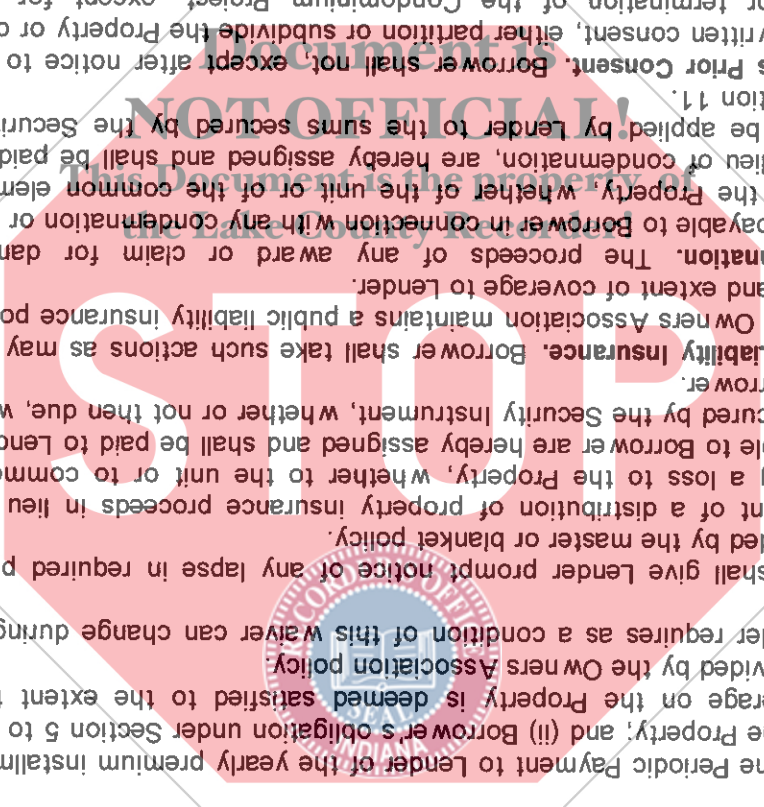 Document is
NOT OFFICIAL!
This Document is the property of
the Lake County Recorder!
STOP
RECORDER OFFICE
SEAL
INDIANA
Periodic Payment to Lender of the yearly premium installm
e Property; and (ii) Borrower's obligation under Section 5 to
erage on the Property is deemed satisfied to the extent t
vided by the Owners Association policy.
der requires as a condition of this waiver can change during
shall give Lender prompt notice of any lapse in required p
ded by the master or blanket policy.
nt of a distribution of property insurance proceeds in lieu
g a loss to the Property, whether to the unit or to commo
le to Borrower are hereby assigned and shall be paid to Lend
cured by the Security Instrument, whether or not then due, w
rrower.
Liability Insurance. Borrower shall take such actions as may
Owners Association maintains a public liability insurance po
and extent of coverage to Lender.
nation. The proceeds of any award or claim for dam
payable to Borrower in connection with any condemnation or
the Property, whether of the unit or of the common elem
lieu of condemnation, are hereby assigned and shall be paid
be applied by Lender to the sums secured by the Securi
tion 11.
s Prior Consent. Borrower shall not, except after notice to
written consent, either partition or subdivide the Property or c
or termination of the Condominium Project, except for